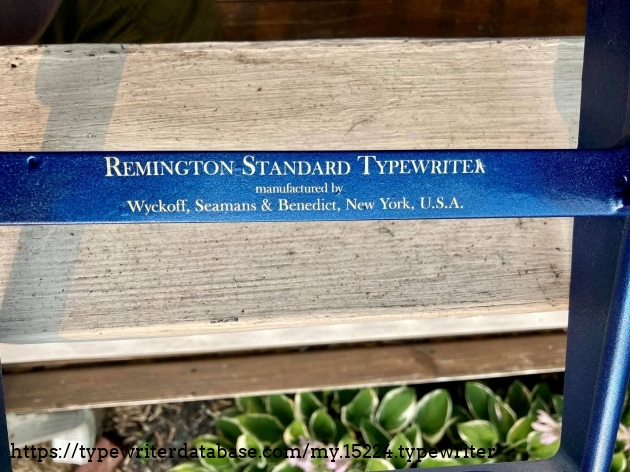 REMINGTON STANDARD TYPEWRITER
manufactured by
Wyckoff, Seamans & Benedict, New York, U.S.A.
https://typewriterdatabase.com/my.15224.typewriter